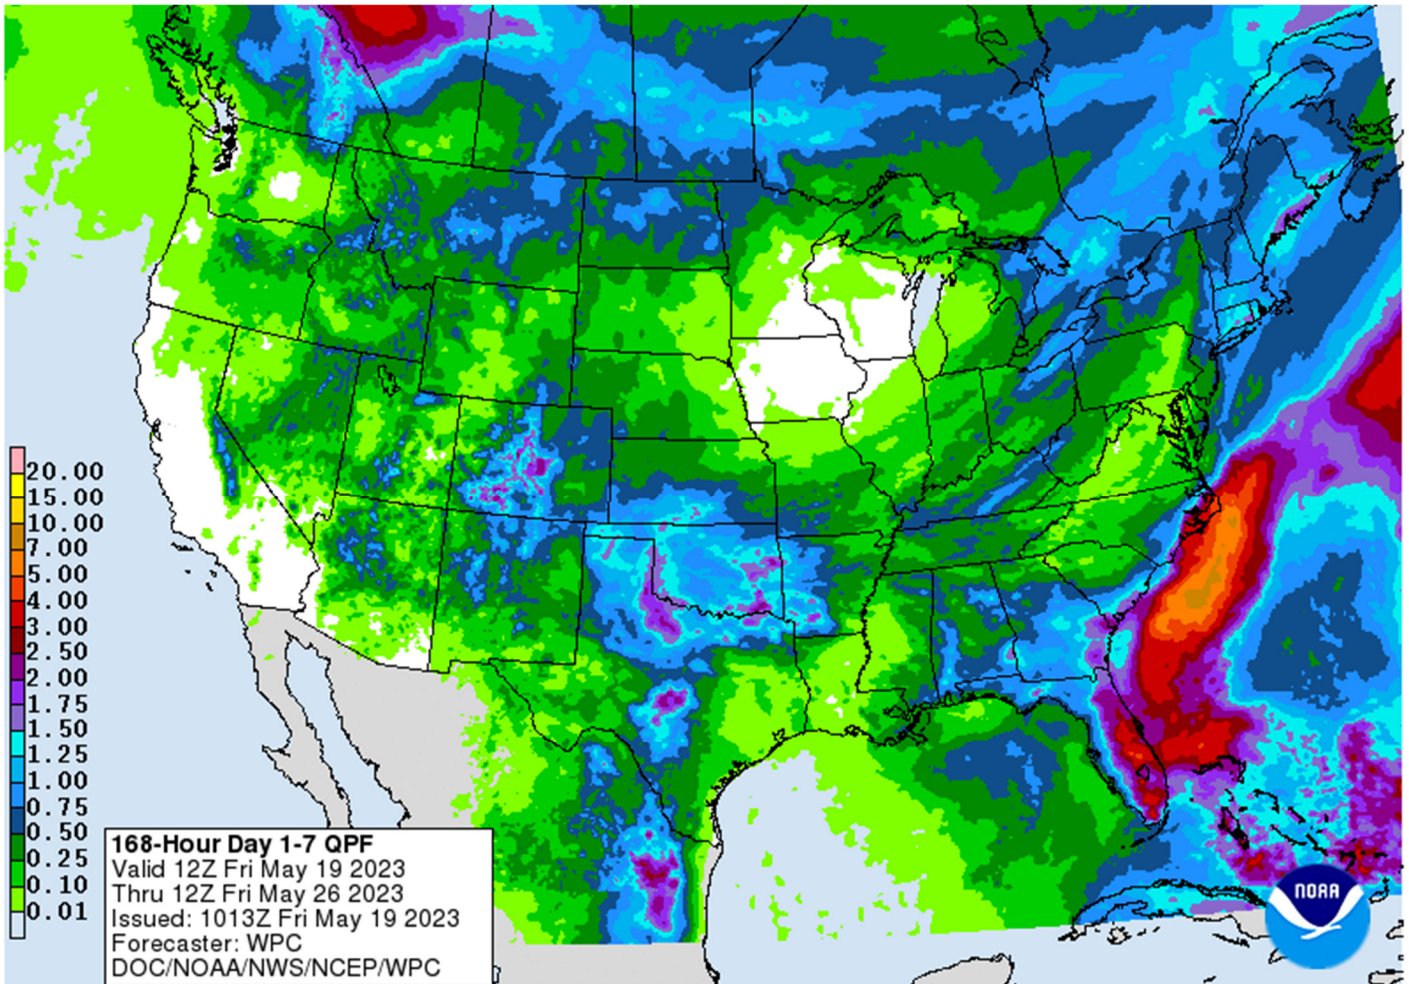 20.00
15.00
10.00
7.00
5.00
4.00
3.00
2.50
2.00
1.75
1.50
1.25
1.00
0.75
0.50
0.25
0.10
0.01
168-Hour Day 1-7 QPF
Valid 12Z Fri May 19 2023
Thru 12Z Fri May 26 2023
Issued: 1013Z Fri May 19 2023
Forecaster: WPC
DOC/NOAA/NWS/NCEP/WPC
NOAA